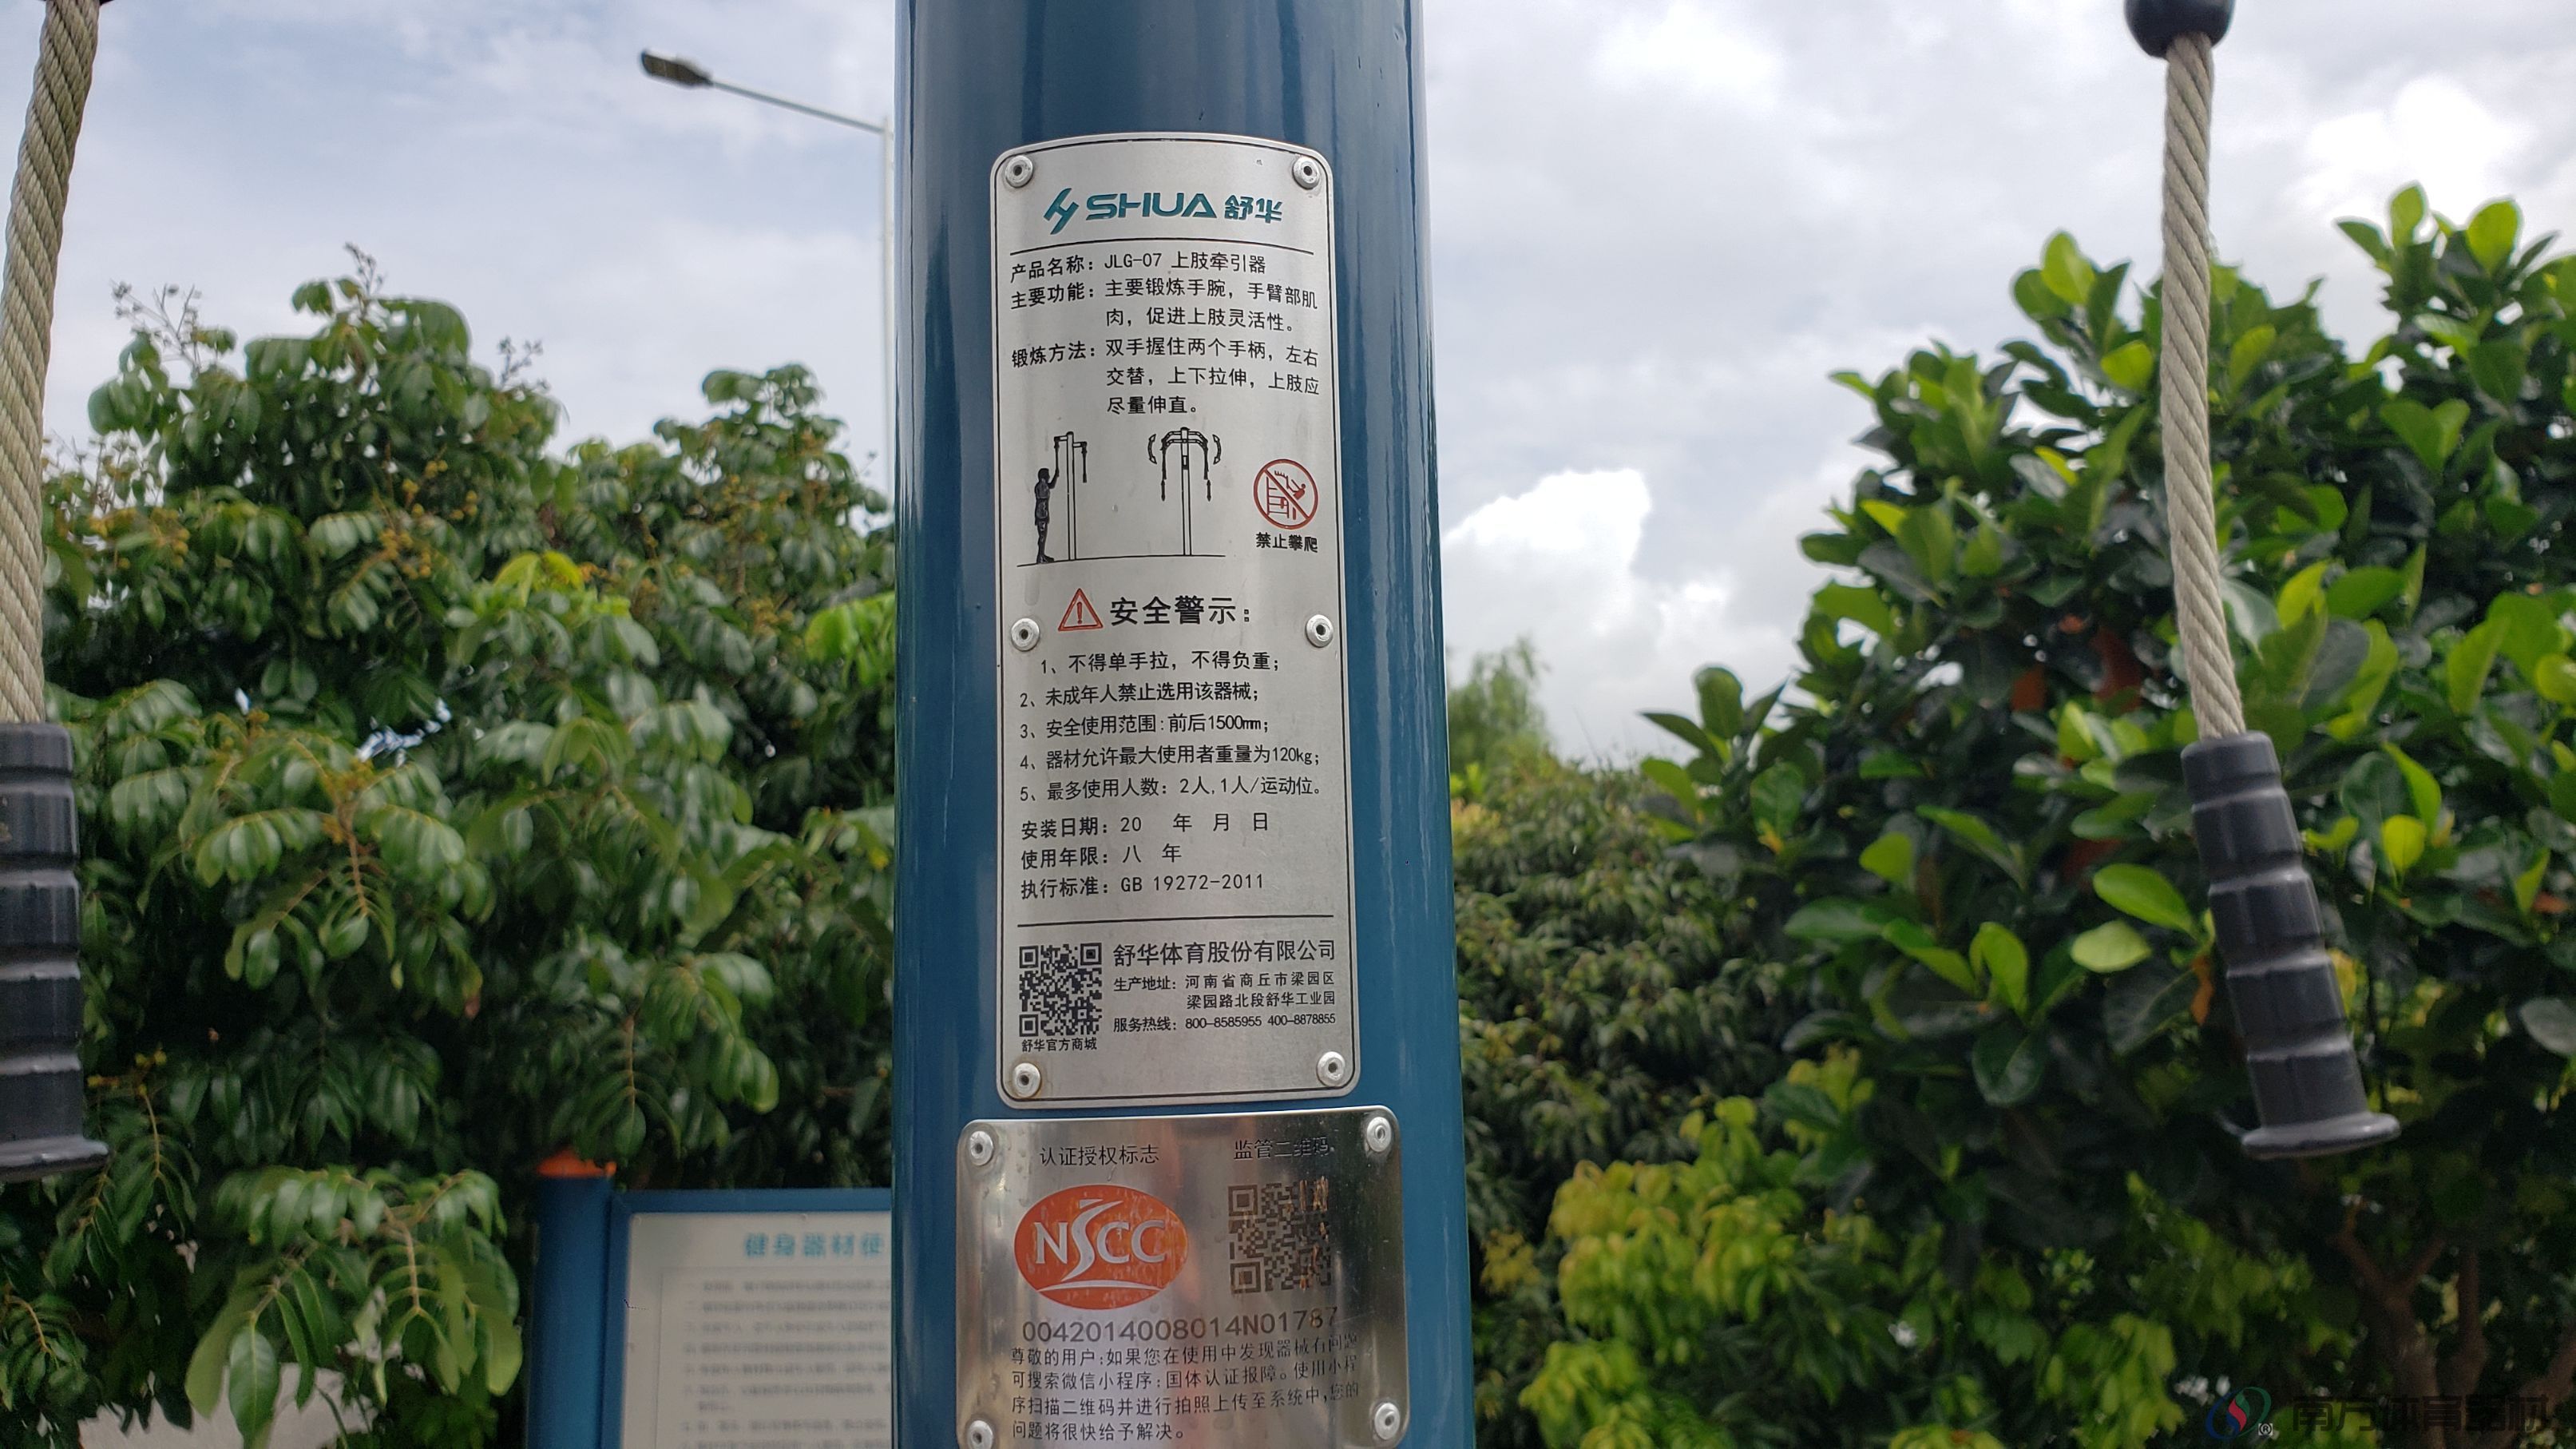 SHUA 舒华
产品名称：JLG-07 上肢牵引器
主要功能：主要锻炼手腕，手臂部肌
肉，促进上肢灵活性。
锻炼方法：双手握住两个手柄，左右
交替，上下拉伸，上肢应
尽量伸直。
禁止攀爬
安全警示：
1、不得单手拉，不得负重；
2、未成年人禁止选用该器械；
3、安全使用范围：前后1500mm；
4、器材允许最大使用者重量为120kg；
5、最多使用人数：2人，1人/运动位。
安装日期：20 年 月 日
使用年限：八 年
执行标准：GB 19272-2011
舒华体育股份有限公司
生产地址：河南省商丘市梁园区
梁园路北段舒华工业园
服务热线：800-8585955 400-8878855
舒华官方商城
认证授权标志 监管二维码
NSCC
0042014008014N01787
尊敬的用户：如果您在使用中发现器械有问题
可搜索微信小程序：国体认证报障。使用小程
序扫描二维码并进行拍照上传至系统中，您的
问题将很快给予解决。
健身器材使
南方体育器材